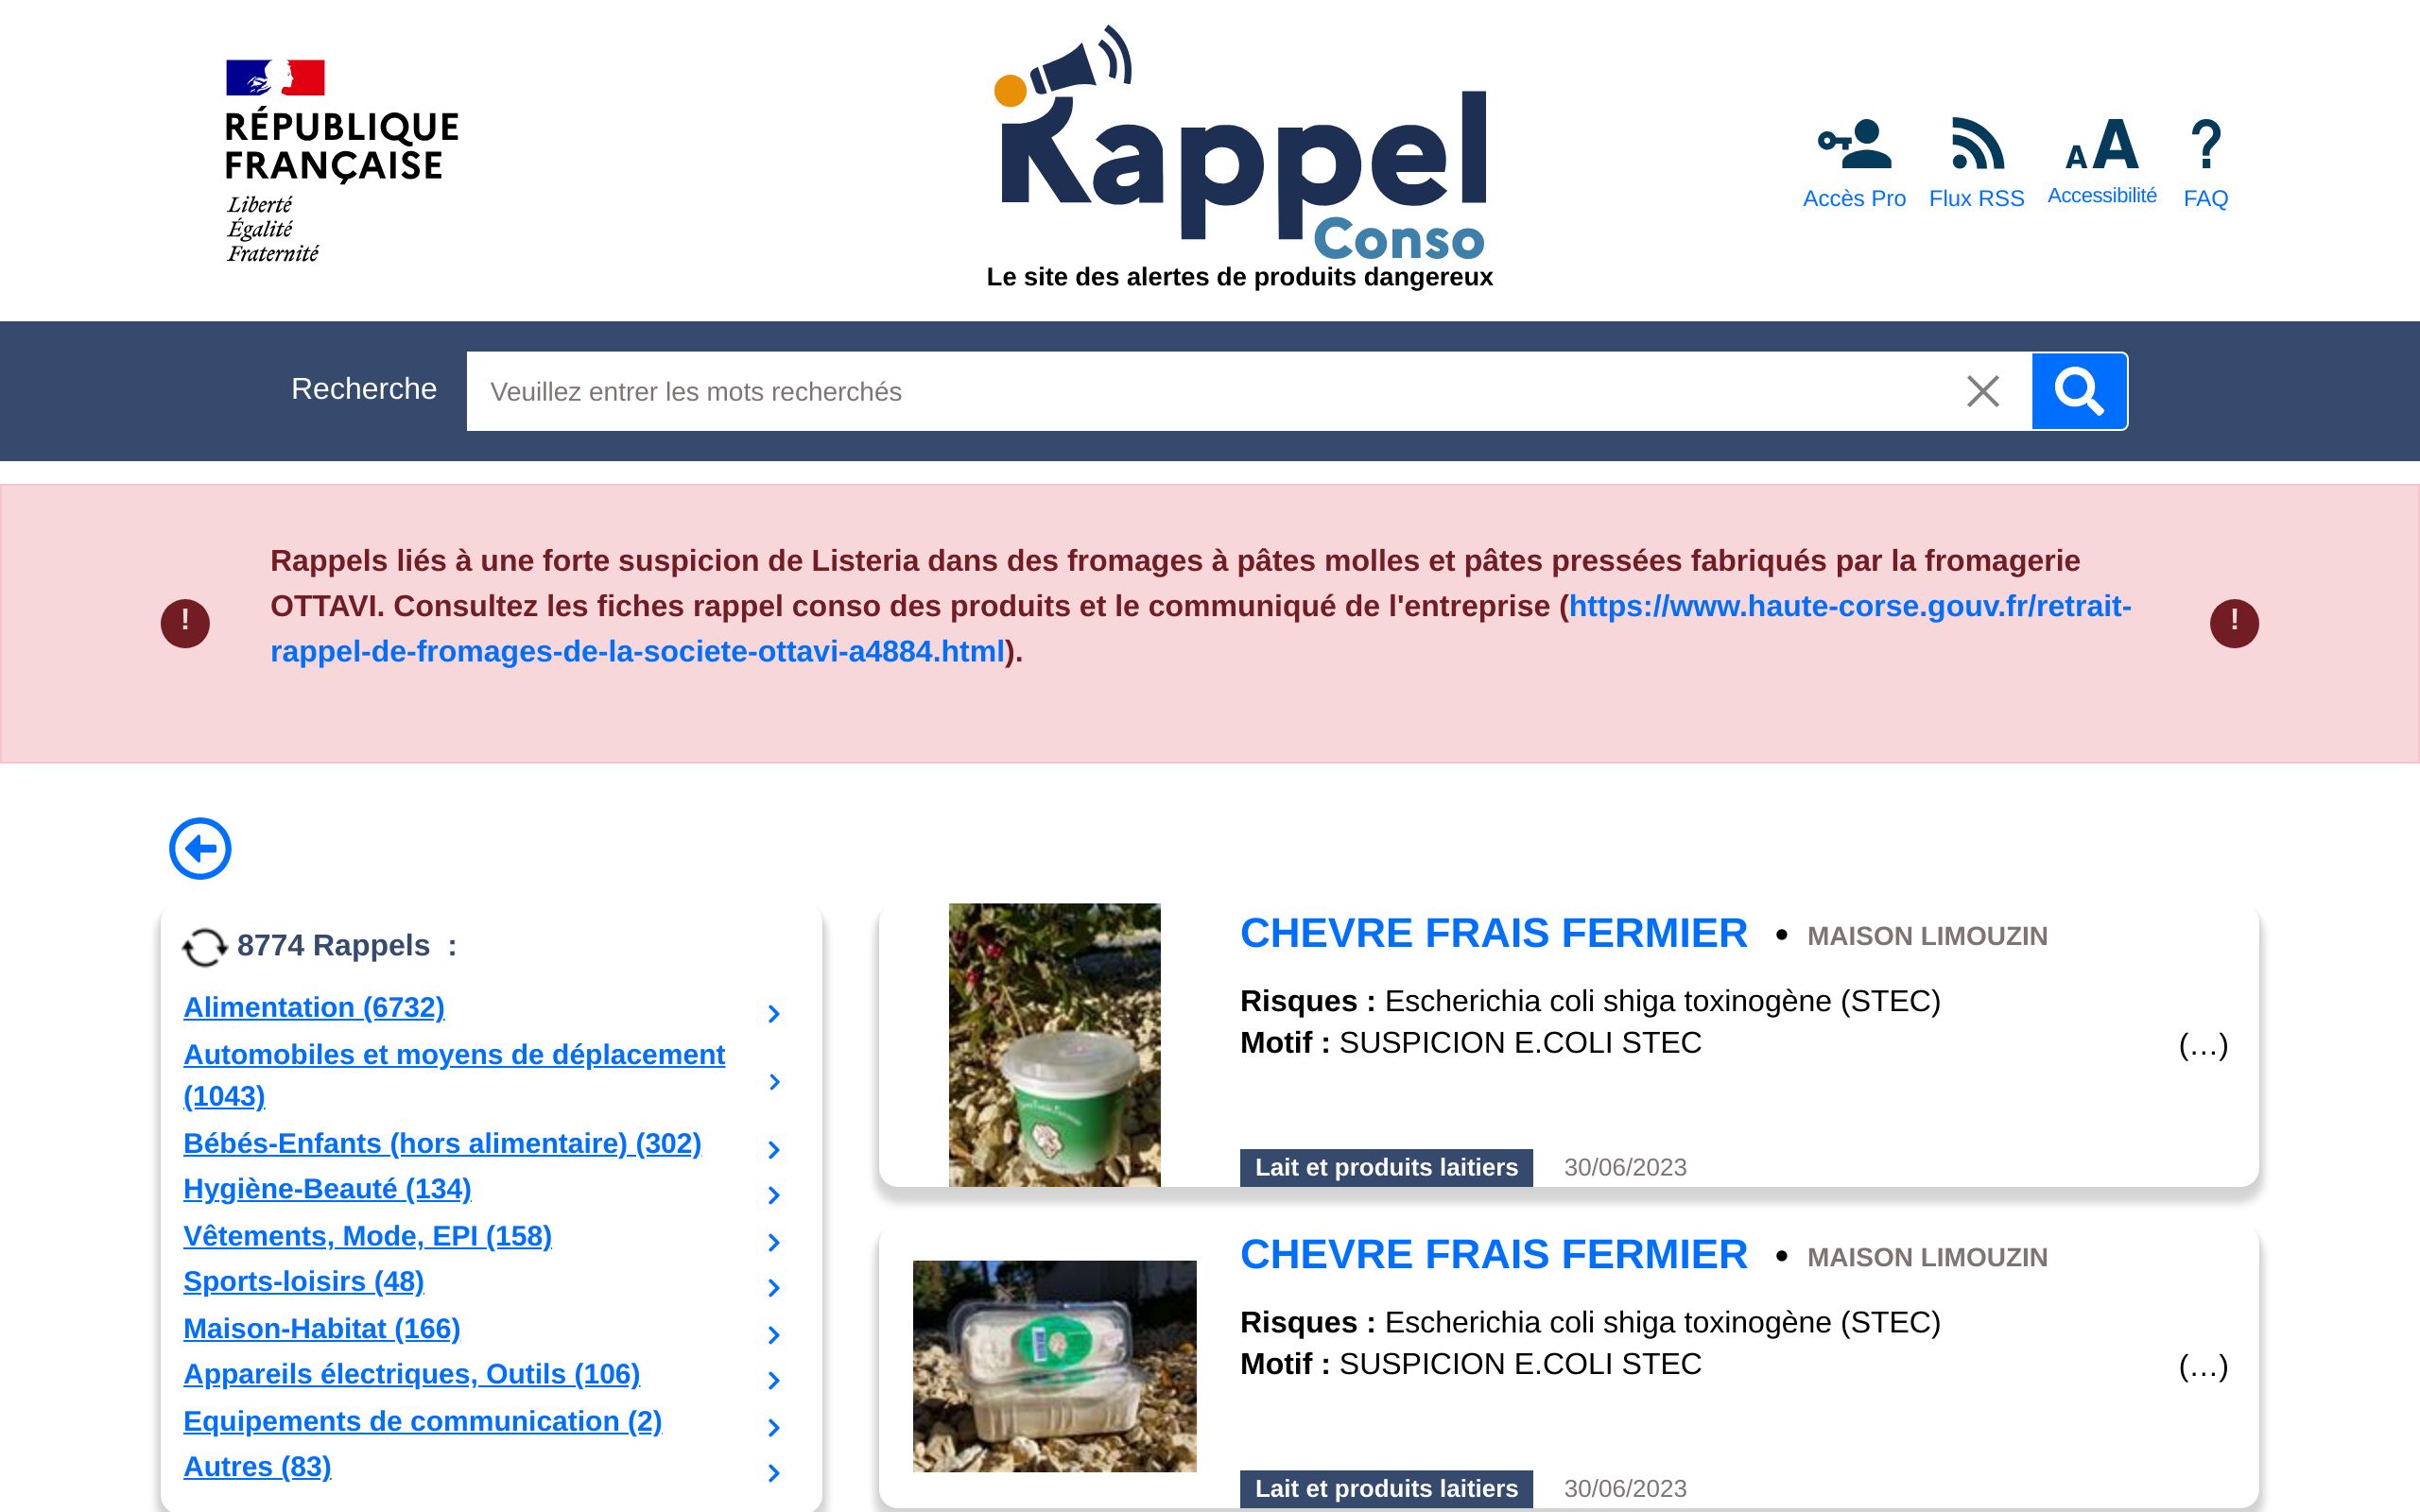 RÉPUBLIQUE
FRANÇAISE
Liberté
Égalité
Fraternité
Rappel
Conso
Le site des alertes de produits dangereux
Accès Pro
Flux RSS
AA
Accessibilité
?
FAQ
Recherche
Veuillez entrer les mots recherchés
Rappels liés à une forte suspicion de Listeria dans des fromages à pâtes molles et pâtes pressées fabriqués par la fromagerie
OTTAVI. Consultez les fiches rappel conso des produits et le communiqué de l'entreprise (https://www.haute-corse.gouv.fr/retrait-
rappel-de-fromages-de-la-societe-ottavi-a4884.html).
!
!
8774 Rappels :
Alimentation (6732)
Automobiles et moyens de déplacement
(1043)
Bébés-Enfants (hors alimentaire) (302)
Hygiène-Beauté (134)
Vêtements, Mode, EPI (158)
Sports-loisirs (48)
Maison-Habitat (166)
Appareils électriques, Outils (106)
Equipements de communication (2)
Autres (83)
CHEVRE FRAIS FERMIER • MAISON LIMOUZIN
Risques : Escherichia coli shiga toxinogène (STEC)
Motif : SUSPICION E.COLI STEC
(…)
Lait et produits laitiers 30/06/2023
CHEVRE FRAIS FERMIER • MAISON LIMOUZIN
Risques : Escherichia coli shiga toxinogène (STEC)
Motif : SUSPICION E.COLI STEC
(…)
Lait et produits laitiers 30/06/2023